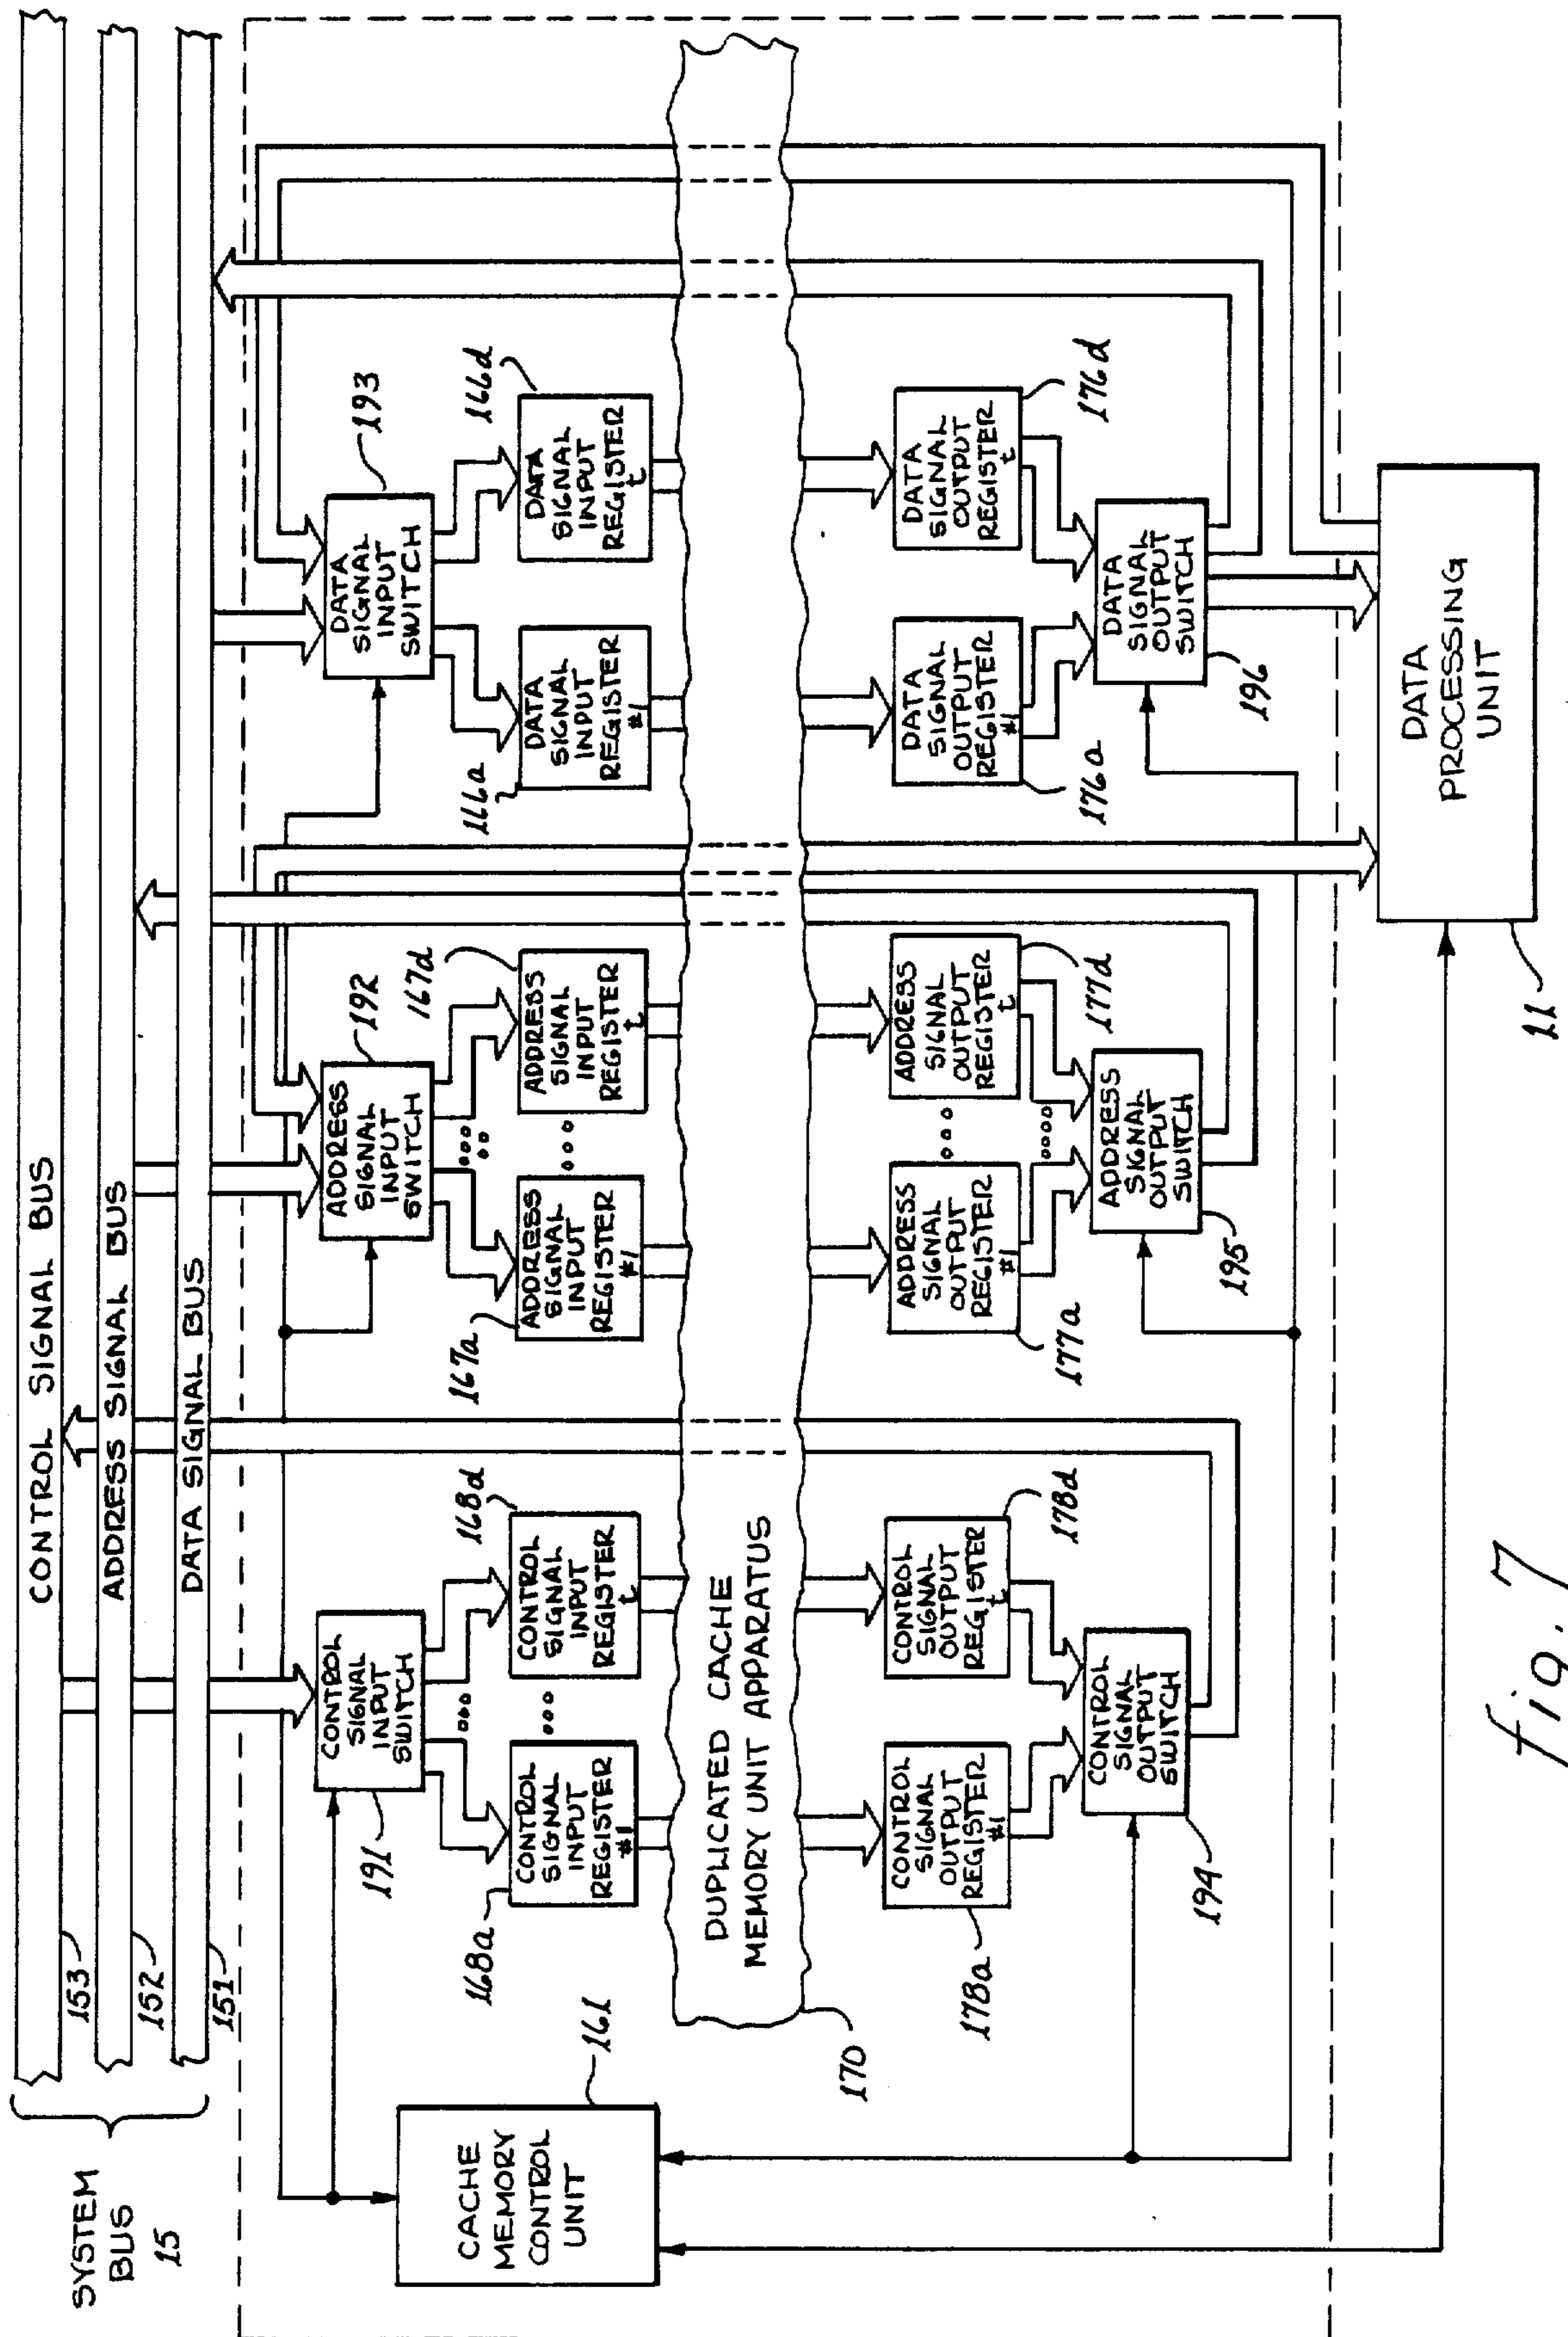 SYSTEM
BUS
15
CONTROL SIGNAL BUS
153
ADDRESS SIGNAL BUS
152
DATA SIGNAL BUS
151
CACHE
MEMORY
CONTROL
UNIT
161
CONTROL
SIGNAL
INPUT
SWITCH
191
ADDRESS
SIGNAL
INPUT
SWITCH
192
DATA
SIGNAL
INPUT
SWITCH
193
CONTROL
SIGNAL
INPUT
REGISTER
#1
168a
CONTROL
SIGNAL
INPUT
REGISTER
t
168d
ADDRESS
SIGNAL
INPUT
REGISTER
#1
167a
ADDRESS
SIGNAL
INPUT
REGISTER
t
167d
DATA
SIGNAL
INPUT
REGISTER
#1
166a
DATA
SIGNAL
INPUT
REGISTER
t
166d
DUPLICATED CACHE
MEMORY UNIT APPARATUS
170
CONTROL
SIGNAL
OUTPUT
REGISTER
#1
178a
CONTROL
SIGNAL
OUTPUT
REGISTER
t
178d
ADDRESS
SIGNAL
OUTPUT
REGISTER
#1
177a
ADDRESS
SIGNAL
OUTPUT
REGISTER
t
177d
DATA
SIGNAL
OUTPUT
REGISTER
#1
176a
DATA
SIGNAL
OUTPUT
REGISTER
t
176d
CONTROL
SIGNAL
OUTPUT
SWITCH
194
ADDRESS
SIGNAL
OUTPUT
SWITCH
195
DATA
SIGNAL
OUTPUT
SWITCH
196
DATA
PROCESSING
UNIT
11
fig. 7